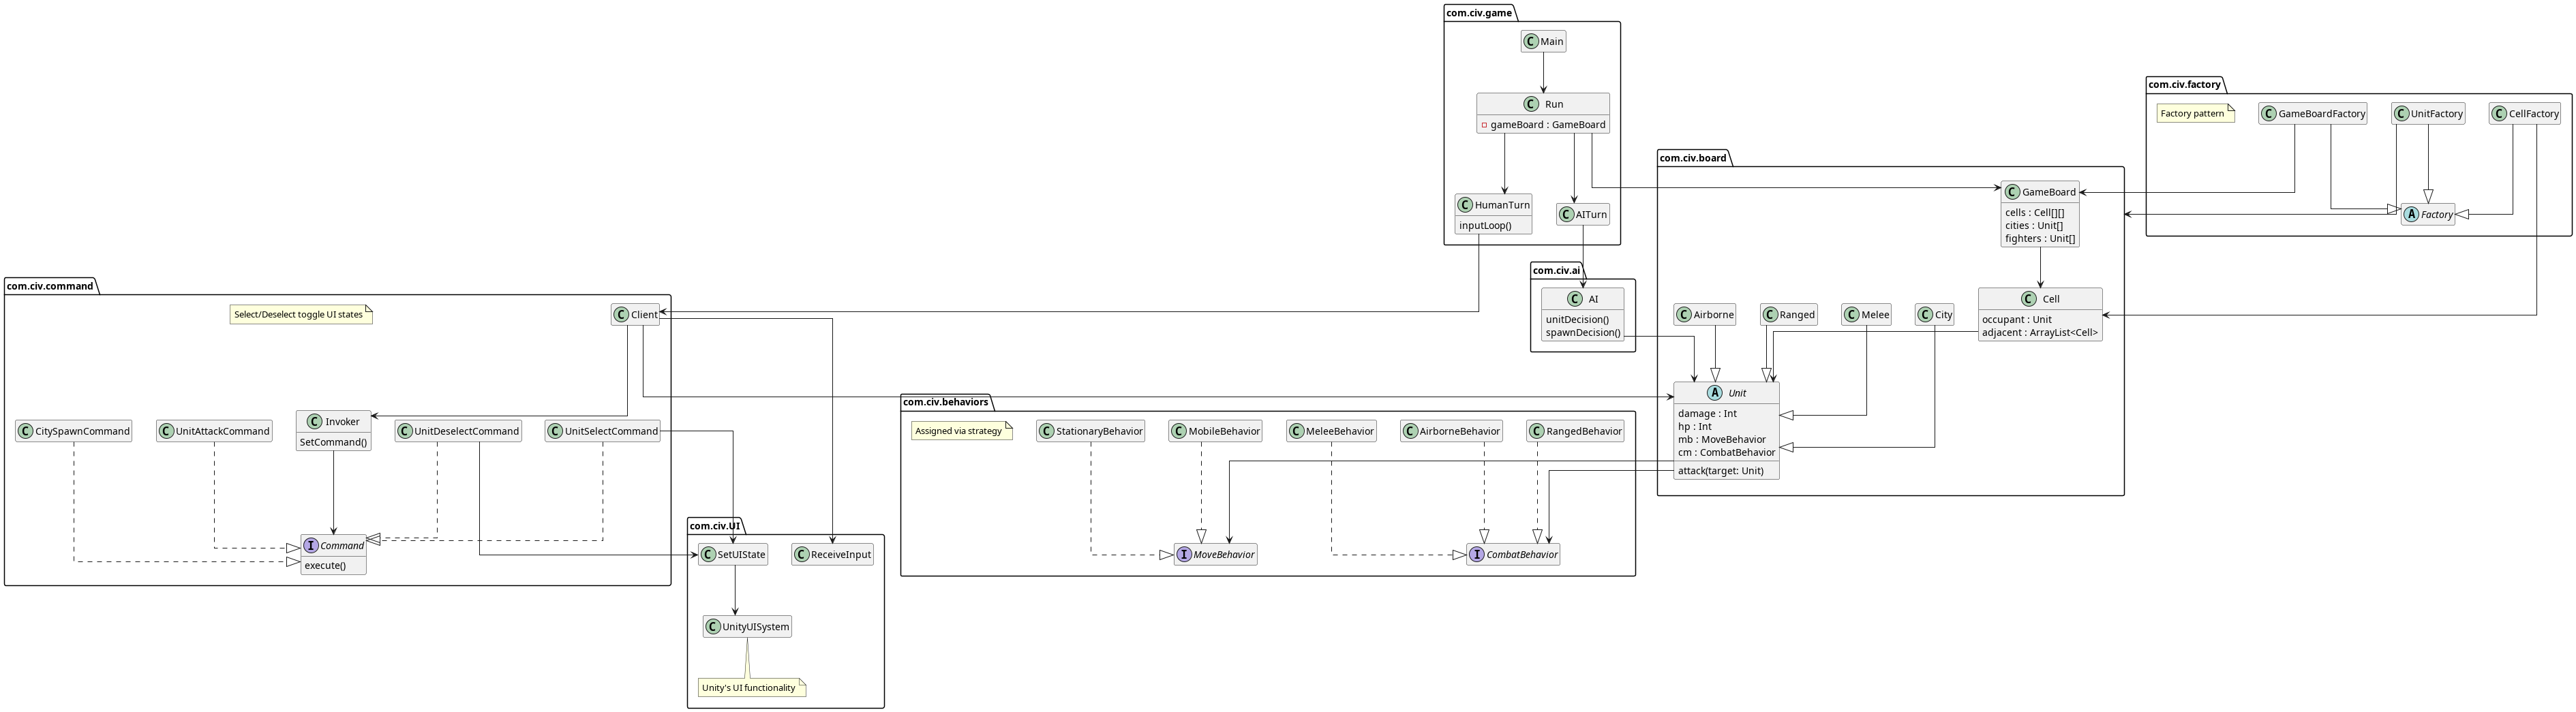 com.civ.game
C Main
C Run
gameBoard : GameBoard
C HumanTurn
inputLoop()
C AITurn
com.civ.factory
Factory pattern
C GameBoardFactory
C UnitFactory
C CellFactory
A Factory
com.civ.board
C GameBoard
cells : Cell[][]
cities : Unit[]
fighters : Unit[]
C Airborne
C Ranged
C Melee
C City
C Cell
occupant : Unit
adjacent : ArrayList<Cell>
A Unit
damage : Int
hp : Int
mb : MoveBehavior
cm : CombatBehavior
attack(target: Unit)
com.civ.ai
C AI
unitDecision()
spawnDecision()
com.civ.command
Select/Deselect toggle UI states
C Client
C CitySpawnCommand
C UnitAttackCommand
C Invoker
SetCommand()
C UnitDeselectCommand
C UnitSelectCommand
I Command
execute()
com.civ.behaviors
Assigned via strategy
C StationaryBehavior
C MobileBehavior
C MeleeBehavior
C AirborneBehavior
C RangedBehavior
I MoveBehavior
I CombatBehavior
com.civ.UI
C SetUIState
C ReceiveInput
C UnityUISystem
Unity's UI functionality